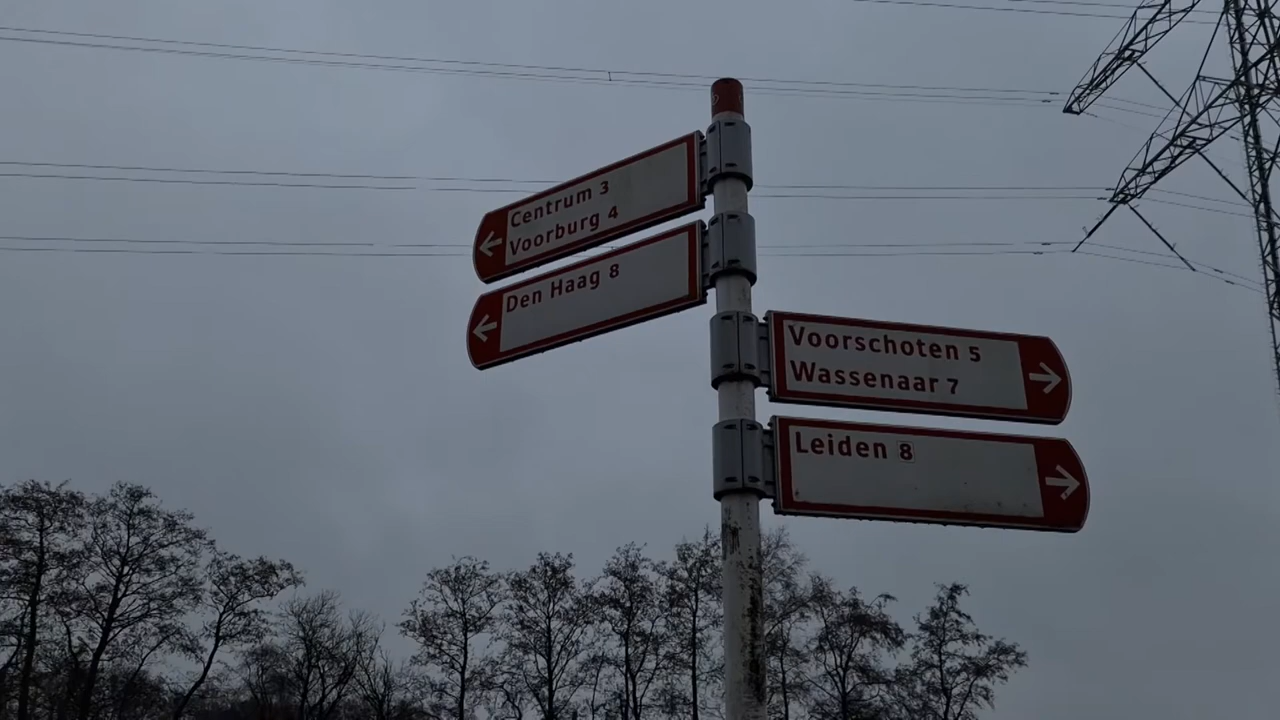 Centrum 3
Voorburg 4
Den Haag 8
Voorschoten 5
Wassenaar 7
Leiden 8